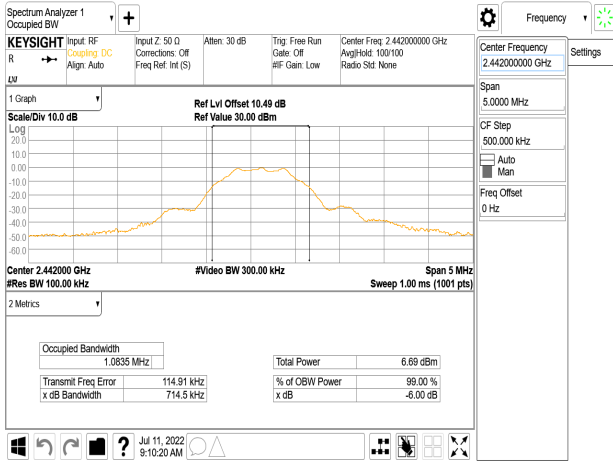 Spectrum Analyzer 1
Occupied BW
Frequency
KEYSIGHT
R
Input: RF
Coupling: DC
Align: Auto
Input Z: 50 Ω
Corrections: Off
Freq Ref: Int (S)
Atten: 30 dB
Trig: Free Run
Gate: Off
#IF Gain: Low
Center Freq: 2.442000000 GHz
Avg|Hold: 100/100
Radio Std: None
Center Frequency
2.442000000 GHz
Settings
Span
5.0000 MHz
CF Step
500.000 kHz
Auto
Man
Freq Offset
0 Hz
1 Graph
Scale/Div 10.0 dB
Ref Lvl Offset 10.49 dB
Ref Value 30.00 dBm
Log
20.0
10.0
0.00
-10.0
-20.0
-30.0
-40.0
-50.0
-60.0
Center 2.442000 GHz
#Video BW 300.00 kHz
Span 5 MHz
#Res BW 100.00 kHz
Sweep 1.00 ms (1001 pts)
2 Metrics
Occupied Bandwidth
1.0835 MHz
Total Power 6.69 dBm
Transmit Freq Error 114.91 kHz
% of OBW Power 99.00 %
x dB Bandwidth 714.5 kHz
x dB -6.00 dB
?
Jul 11, 2022
9:10:20 AM